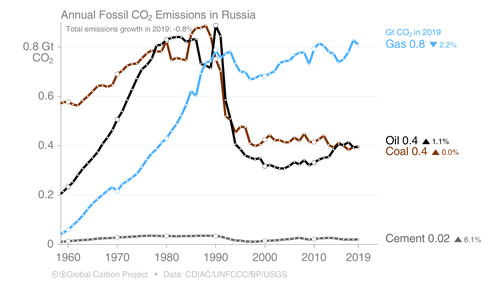 Annual Fossil CO₂ Emissions in Russia
Total emissions growth in 2019: -0.8%
Gt CO₂ in 2019
Gas 0.8 ▼ 2.2%
0.8 Gt
CO₂
0.6
0.4
0.2
0
Oil 0.4 ▲ 1.1%
Coal 0.4 ▲ 0.0%
Cement 0.02 ▲ 6.1%
1960 1970 1980 1990 2000 2010 2019
Global Carbon Project • Data: CDIAC/UNFCCC/BP/USGS